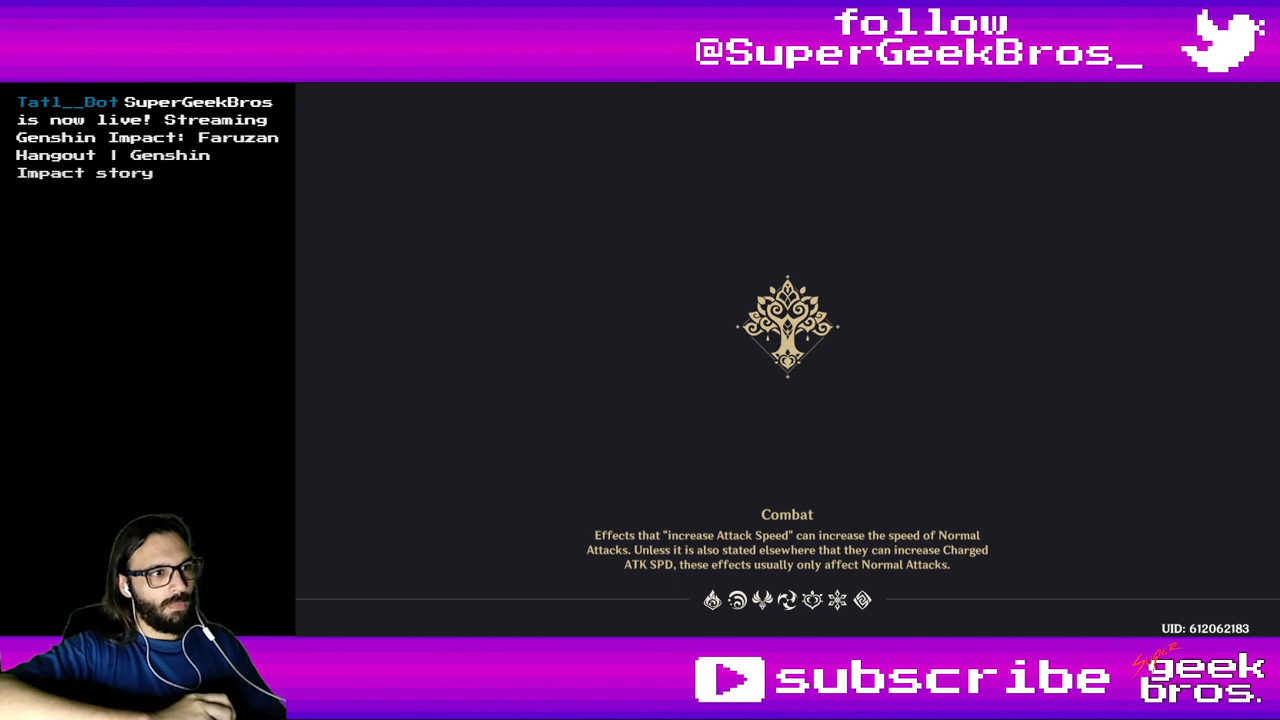 follow
@SuperGeekBros_
Tatl__Bot SuperGeekBros
is now live! Streaming
Genshin Impact: Faruzan
Hangout | Genshin
Impact story
Combat
Effects that "increase Attack Speed" can increase the speed of Normal
Attacks. Unless it is also stated elsewhere that they can increase Charged
ATK SPD, these effects usually only affect Normal Attacks.
UID: 612062183
subscribe
SUPER
geek
bros.